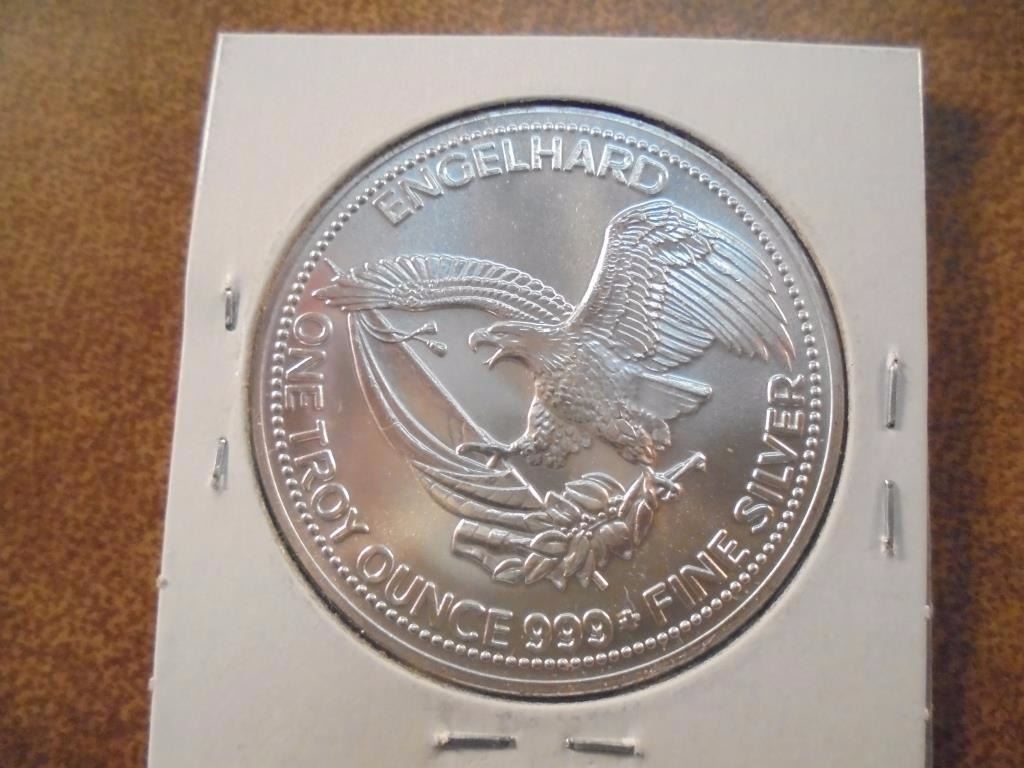 ENGELHARD
ONE TROY OUNCE 999+ FINE SILVER